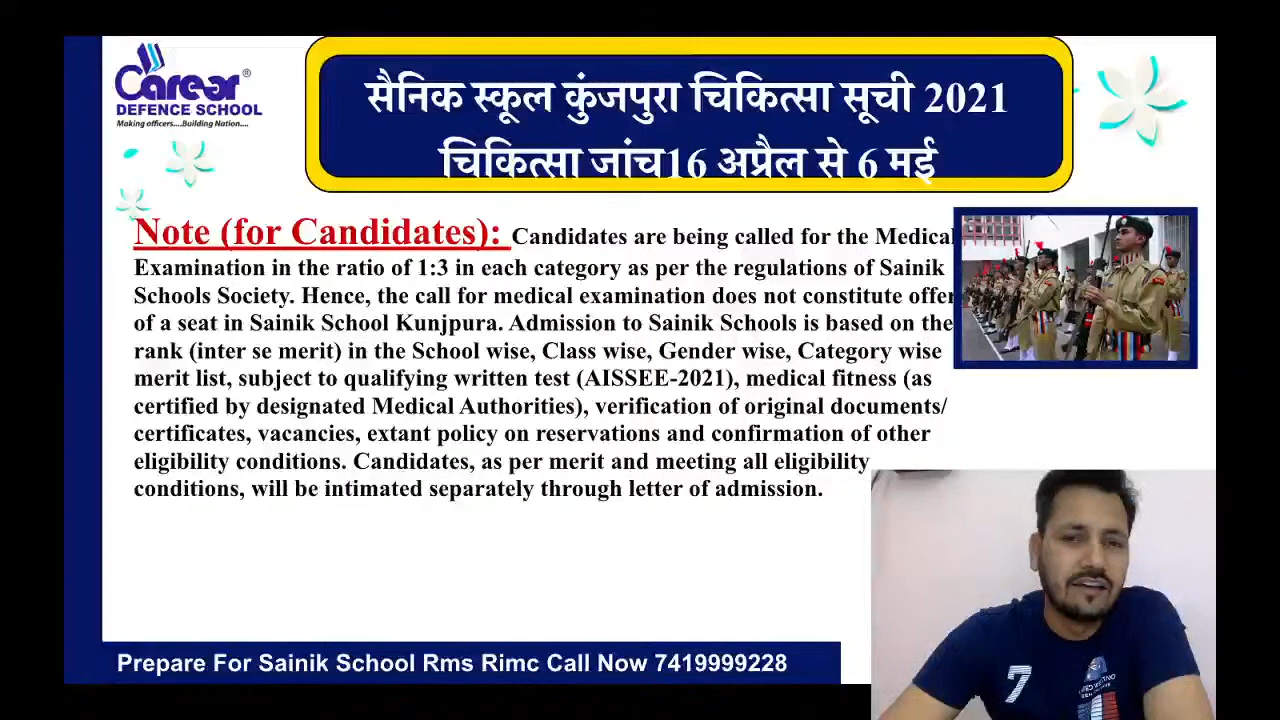 Carear®
DEFENCE SCHOOL
Making officers....Building Nation....
सैनिक स्कूल कुंजपुरा चिकित्सा सूची 2021
चिकित्सा जांच16 अप्रैल से 6 मई
Note (for Candidates): Candidates are being called for the Medical
Examination in the ratio of 1:3 in each category as per the regulations of Sainik
Schools Society. Hence, the call for medical examination does not constitute offer
of a seat in Sainik School Kunjpura. Admission to Sainik Schools is based on the
rank (inter se merit) in the School wise, Class wise, Gender wise, Category wise
merit list, subject to qualifying written test (AISSEE-2021), medical fitness (as
certified by designated Medical Authorities), verification of original documents/
certificates, vacancies, extant policy on reservations and confirmation of other
eligibility conditions. Candidates, as per merit and meeting all eligibility
conditions, will be intimated separately through letter of admission.
7
Prepare For Sainik School Rms Rimc Call Now 7419999228